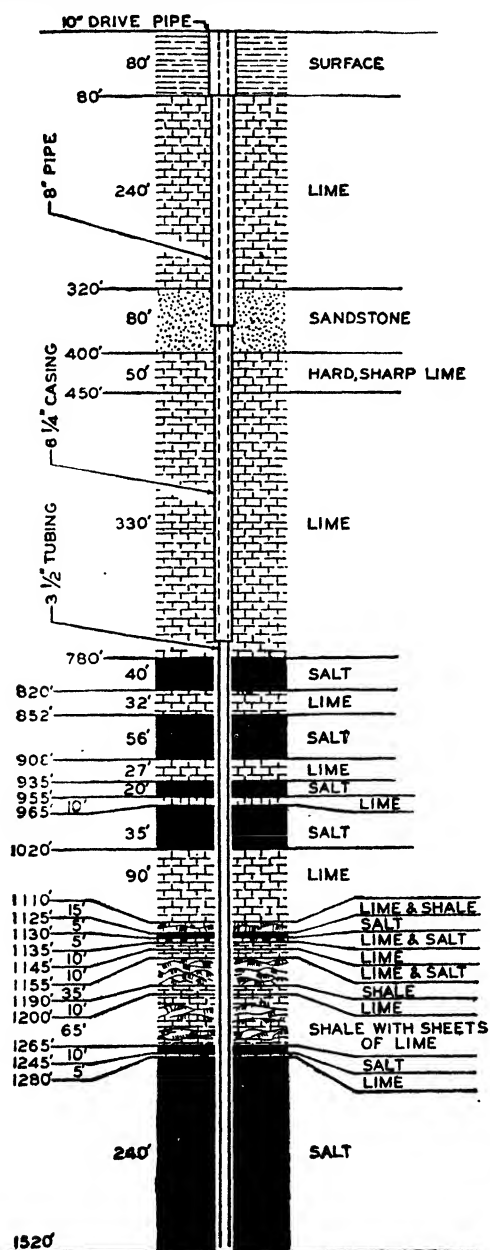 10" DRIVE PIPE
80' SURFACE
80'
8" PIPE
240' LIME
320'
80' SANDSTONE
400'
50' HARD, SHARP LIME
450'
6 1/4" CASING
330' LIME
3 1/2" TUBING
780'
40' SALT
820'
32' LIME
852'
56' SALT
908'
27' LIME
935'
20' SALT
955'
10' LIME
965'
35' SALT
1020'
90' LIME
1110'
15' LIME & SHALE
1125'
5' SALT
1130'
5' LIME & SALT
1135'
10' LIME
1145'
10' LIME & SALT
1155'
35' SHALE
1190'
10' LIME
1200'
65' SHALE WITH SHEETS
OF LIME
1265'
10' SALT
1245'
5' LIME
1280'
240' SALT
1520'